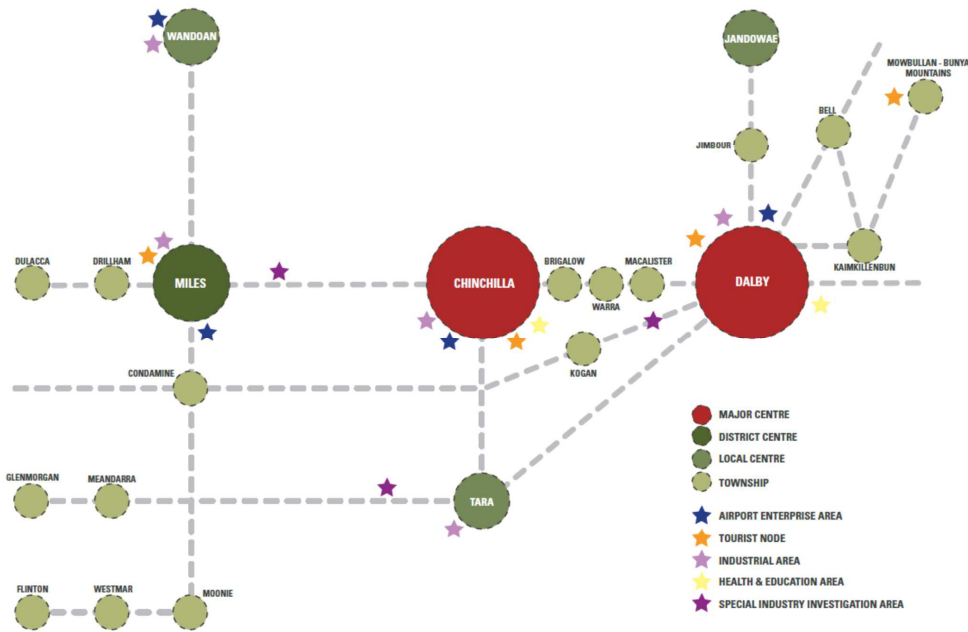 WANDOAN
JANDOWAE
MOWBULLAN - BUNYA
MOUNTAINS
BELL
JIMBOUR
DULACCA
DRILLHAM
MILES
CHINCHILLA
BRIGALOW
WARRA
MACALISTER
DALBY
KAIMKILLENBUN
KOGAN
CONDAMINE
GLENMORGAN
MEANDARRA
TARA
FLINTON
WESTMAR
MOONIE
MAJOR CENTRE
DISTRICT CENTRE
LOCAL CENTRE
TOWNSHIP
AIRPORT ENTERPRISE AREA
TOURIST NODE
INDUSTRIAL AREA
HEALTH & EDUCATION AREA
SPECIAL INDUSTRY INVESTIGATION AREA